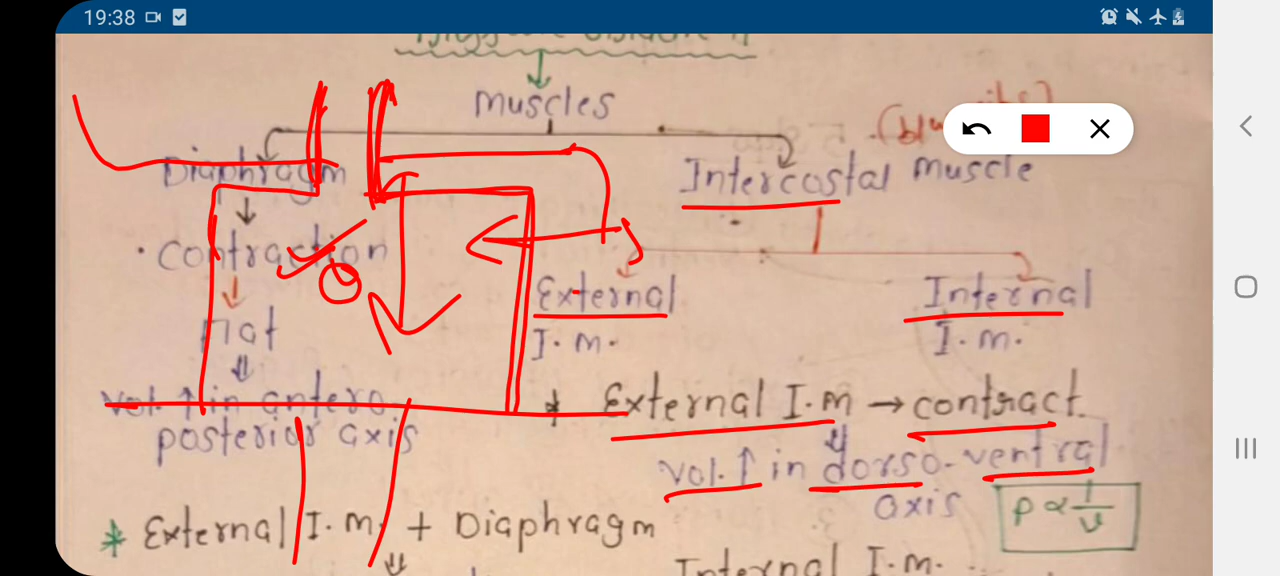 19:38
Muscles
Diaphragm
Intercostal Muscle
Contraction
Flat
External
I.m.
Internal
I.m.
vol. ↑ in antero
posterior axis
* External I.m → contract.
vol. ↑ in dorso-ventral
axis
P ∝ 1/v
* External I.m. + Diaphragm
Internal I.m.